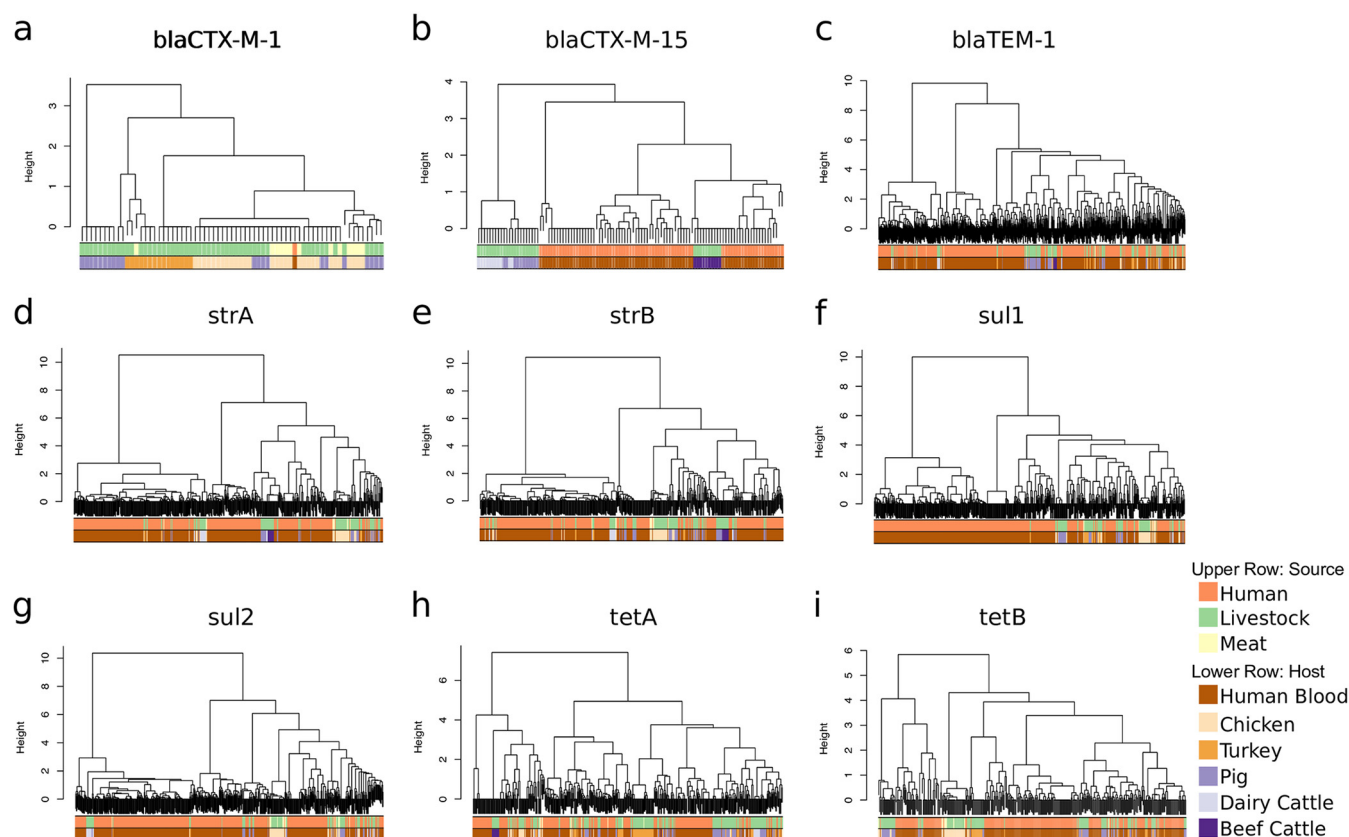 a
blaCTX-M-1
b
blaCTX-M-15
c
blaTEM-1
Height
3
2
1
0
Height
4
3
2
1
0
Height
10
8
6
4
2
0
d
strA
e
strB
f
sul1
Height
10
8
6
4
2
0
Height
10
8
6
4
2
0
Height
10
8
6
4
2
0
g
sul2
h
tetA
i
tetB
Height
10
8
6
4
2
0
Height
6
4
2
0
Height
6
5
4
3
2
1
0
Upper Row: Source
Human
Livestock
Meat
Lower Row: Host
Human Blood
Chicken
Turkey
Pig
Dairy Cattle
Beef Cattle